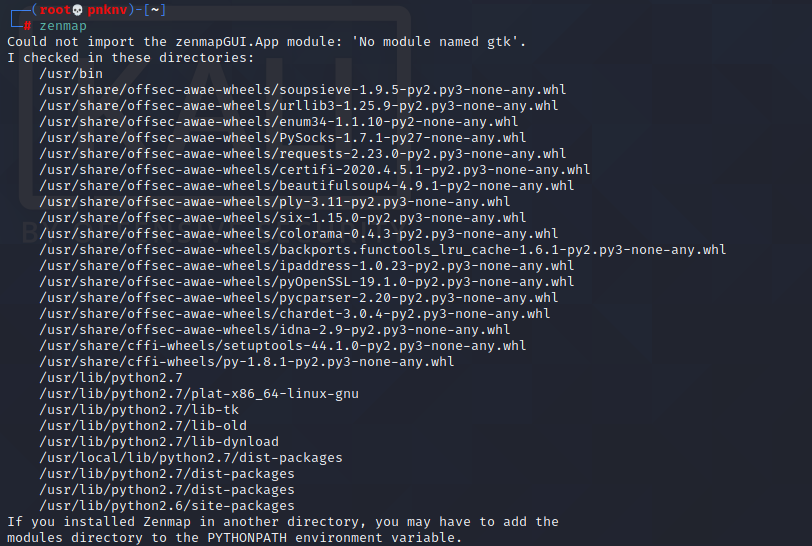 ┌──(root💀pnknv)-[~]
└─# zenmap
Could not import the zenmapGUI.App module: 'No module named gtk'.
I checked in these directories:
    /usr/bin
    /usr/share/offsec-awae-wheels/soupsieve-1.9.5-py2.py3-none-any.whl
    /usr/share/offsec-awae-wheels/urllib3-1.25.9-py2.py3-none-any.whl
    /usr/share/offsec-awae-wheels/enum34-1.1.10-py2-none-any.whl
    /usr/share/offsec-awae-wheels/PySocks-1.7.1-py27-none-any.whl
    /usr/share/offsec-awae-wheels/requests-2.23.0-py2.py3-none-any.whl
    /usr/share/offsec-awae-wheels/certifi-2020.4.5.1-py2.py3-none-any.whl
    /usr/share/offsec-awae-wheels/beautifulsoup4-4.9.1-py2-none-any.whl
    /usr/share/offsec-awae-wheels/ply-3.11-py2.py3-none-any.whl
    /usr/share/offsec-awae-wheels/six-1.15.0-py2.py3-none-any.whl
    /usr/share/offsec-awae-wheels/colorama-0.4.3-py2.py3-none-any.whl
    /usr/share/offsec-awae-wheels/backports.functools_lru_cache-1.6.1-py2.py3-none-any.whl
    /usr/share/offsec-awae-wheels/ipaddress-1.0.23-py2.py3-none-any.whl
    /usr/share/offsec-awae-wheels/pyOpenSSL-19.1.0-py2.py3-none-any.whl
    /usr/share/offsec-awae-wheels/pycparser-2.20-py2.py3-none-any.whl
    /usr/share/offsec-awae-wheels/chardet-3.0.4-py2.py3-none-any.whl
    /usr/share/offsec-awae-wheels/idna-2.9-py2.py3-none-any.whl
    /usr/share/cffi-wheels/setuptools-44.1.0-py2.py3-none-any.whl
    /usr/share/cffi-wheels/py-1.8.1-py2.py3-none-any.whl
    /usr/lib/python2.7
    /usr/lib/python2.7/plat-x86_64-linux-gnu
    /usr/lib/python2.7/lib-tk
    /usr/lib/python2.7/lib-old
    /usr/lib/python2.7/lib-dynload
    /usr/local/lib/python2.7/dist-packages
    /usr/lib/python2.7/dist-packages
    /usr/lib/python2.7/dist-packages
    /usr/lib/python2.6/site-packages
If you installed Zenmap in another directory, you may have to add the
modules directory to the PYTHONPATH environment variable.